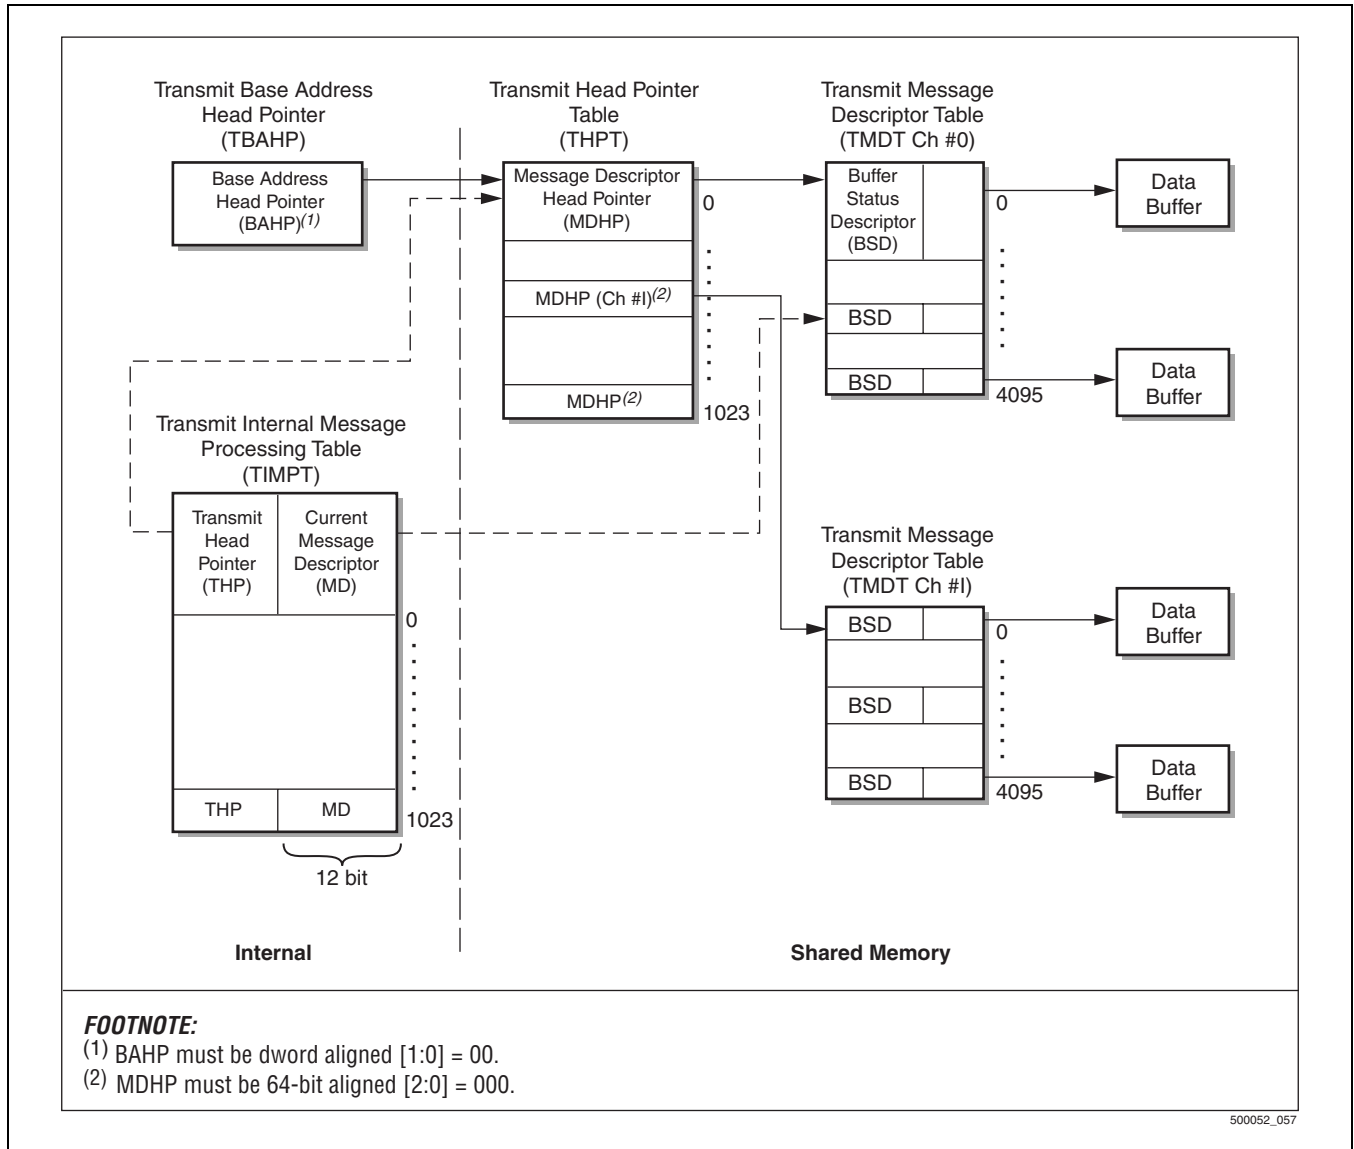 Transmit Base Address
Head Pointer
(TBAHP)
Base Address
Head Pointer
(BAHP)(1)
Transmit Head Pointer
Table
(THPT)
Message Descriptor
Head Pointer
(MDHP)
0
MDHP (Ch #I)(2)
MDHP(2)
1023
Transmit Message
Descriptor Table
(TMDT Ch #0)
Buffer
Status
Descriptor
(BSD)
0
BSD
BSD
4095
Data
Buffer
Data
Buffer
Transmit Internal Message
Processing Table
(TIMPT)
Transmit
Head
Pointer
(THP)
Current
Message
Descriptor
(MD)
0
THP
MD
1023
12 bit
Transmit Message
Descriptor Table
(TMDT Ch #I)
BSD
0
BSD
BSD
4095
Data
Buffer
Data
Buffer
Internal
Shared Memory
FOOTNOTE:
(1) BAHP must be dword aligned [1:0] = 00.
(2) MDHP must be 64-bit aligned [2:0] = 000.
500052_057